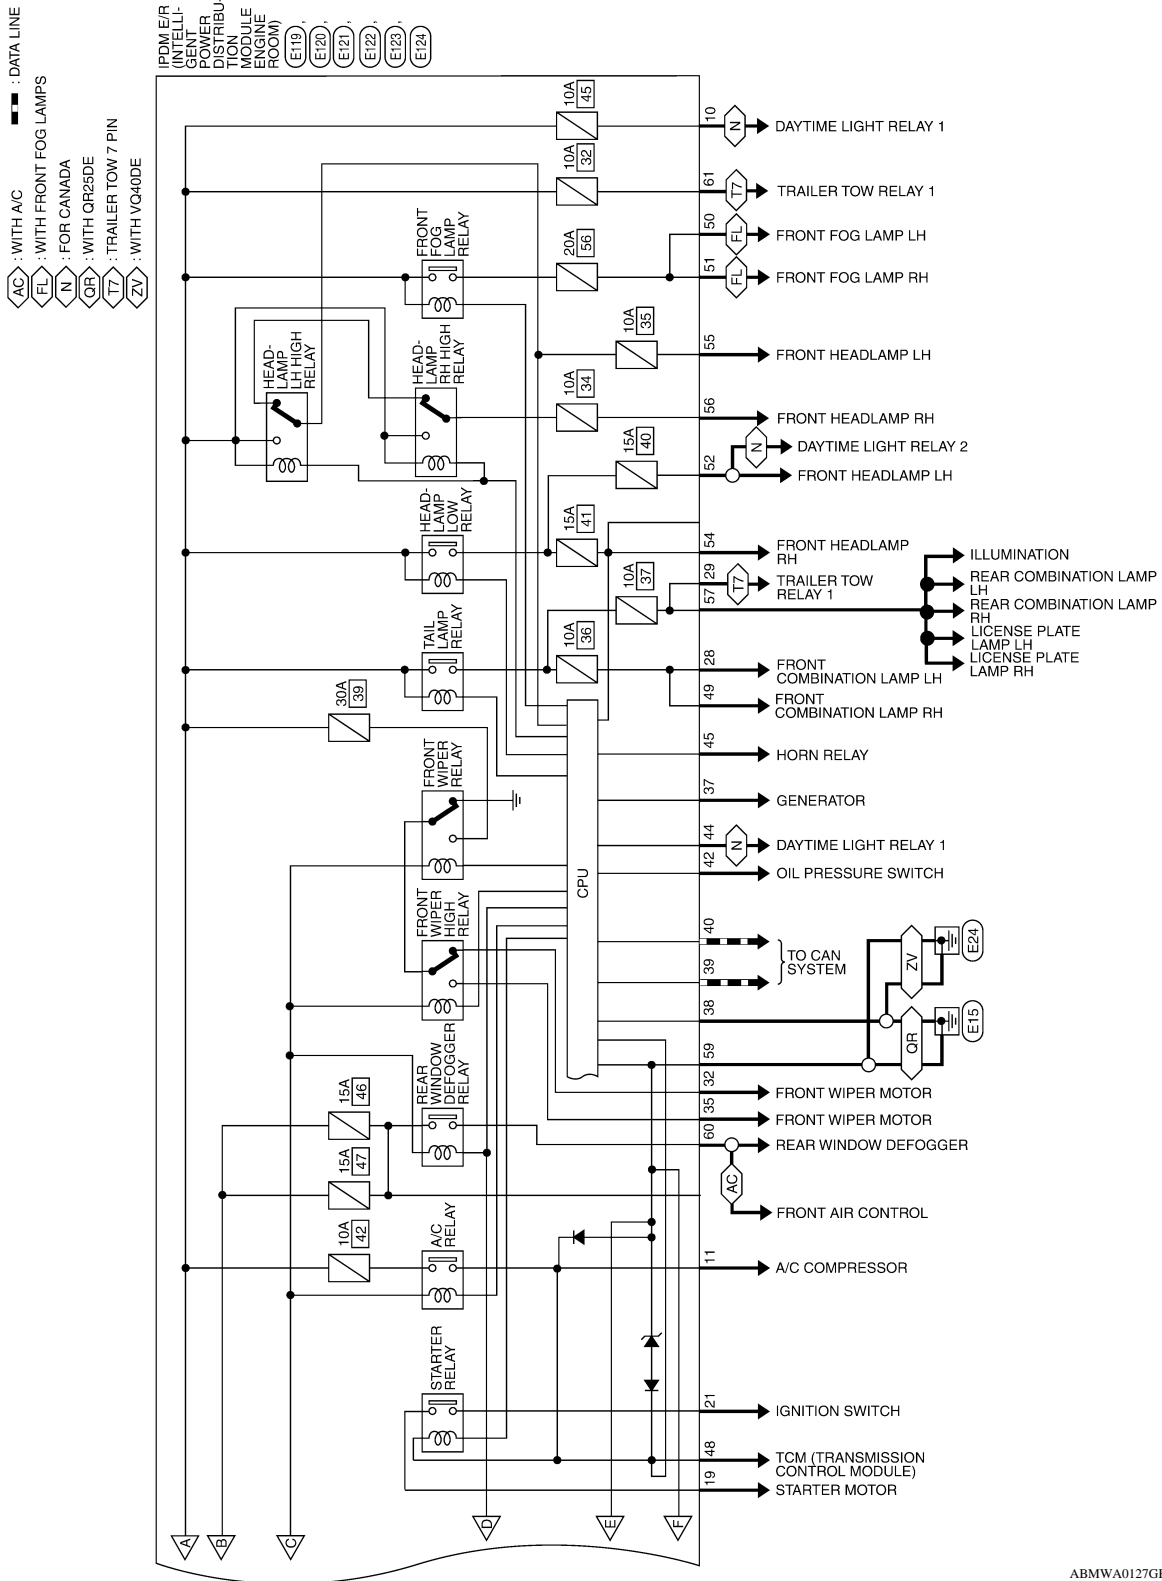 AC : WITH A/C
: DATA LINE
FL : WITH FRONT FOG LAMPS
N : FOR CANADA
QR : WITH QR25DE
T7 : TRAILER TOW 7 PIN
ZV : WITH VQ40DE
IPDM E/R
(INTELLI-
GENT
POWER
DISTRIBU-
TION
MODULE
ENGINE
ROOM)
E119 ,
E120 ,
E121 ,
E122 ,
E123 ,
E124
10A
45
10
N
DAYTIME LIGHT RELAY 1
10A
32
61
T7
TRAILER TOW RELAY 1
FRONT
FOG
LAMP
RELAY
20A
56
50
FL
FRONT FOG LAMP LH
51
FL
FRONT FOG LAMP RH
HEAD-
LAMP
LH HIGH
RELAY
HEAD-
LAMP
RH HIGH
RELAY
10A
35
55
FRONT HEADLAMP LH
10A
34
56
FRONT HEADLAMP RH
15A
40
52
N
DAYTIME LIGHT RELAY 2
FRONT HEADLAMP LH
HEAD-
LAMP
LOW
RELAY
15A
41
54
FRONT HEADLAMP
RH
10A
37
29
T7
TRAILER TOW
RELAY 1
57
ILLUMINATION
REAR COMBINATION LAMP
LH
REAR COMBINATION LAMP
RH
LICENSE PLATE
LAMP LH
LICENSE PLATE
LAMP RH
TAIL
LAMP
RELAY
10A
36
28
FRONT
COMBINATION LAMP LH
49
FRONT
COMBINATION LAMP RH
30A
39
45
HORN RELAY
FRONT
WIPER
RELAY
37
GENERATOR
44
N
DAYTIME LIGHT RELAY 1
42
OIL PRESSURE SWITCH
CPU
FRONT
WIPER
HIGH
RELAY
40
39
TO CAN
SYSTEM
ZV
E24
38
QR
E15
59
32
FRONT WIPER MOTOR
35
FRONT WIPER MOTOR
REAR
WINDOW
DEFOGGER
RELAY
15A
46
60
REAR WINDOW DEFOGGER
15A
47
AC
FRONT AIR CONTROL
10A
42
A/C
RELAY
11
A/C COMPRESSOR
STARTER
RELAY
21
IGNITION SWITCH
48
TCM (TRANSMISSION
CONTROL MODULE)
19
STARTER MOTOR
A
B
C
D
E
F